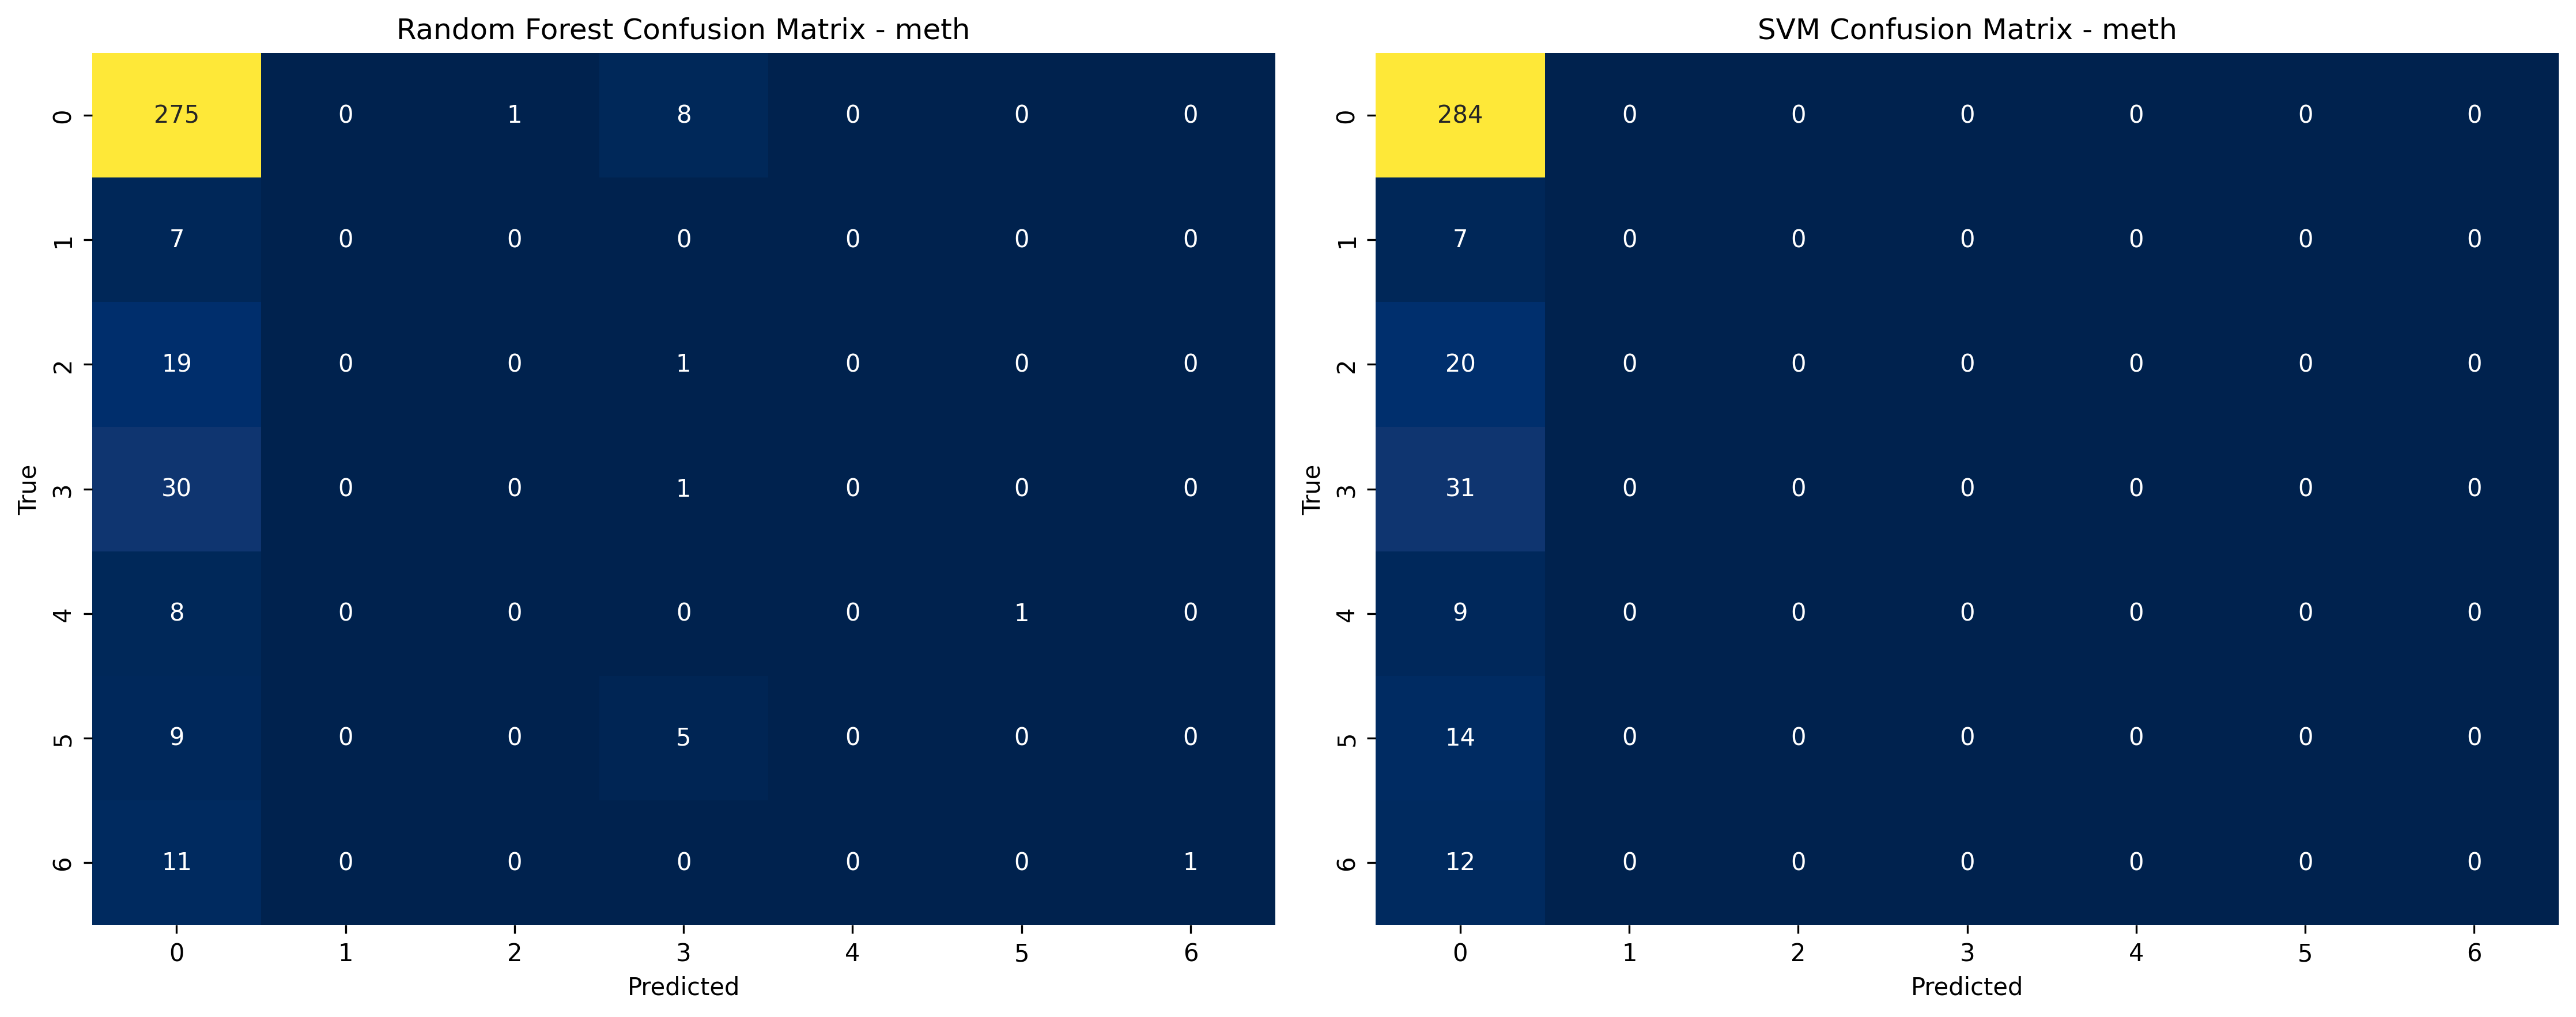 Random Forest Confusion Matrix - meth
True
0 275 0 1 8 0 0 0
1 7 0 0 0 0 0 0
2 19 0 0 1 0 0 0
3 30 0 0 1 0 0 0
4 8 0 0 0 0 1 0
5 9 0 0 5 0 0 0
6 11 0 0 0 0 0 1
0 1 2 3 4 5 6
Predicted
SVM Confusion Matrix - meth
True
0 284 0 0 0 0 0 0
1 7 0 0 0 0 0 0
2 20 0 0 0 0 0 0
3 31 0 0 0 0 0 0
4 9 0 0 0 0 0 0
5 14 0 0 0 0 0 0
6 12 0 0 0 0 0 0
0 1 2 3 4 5 6
Predicted